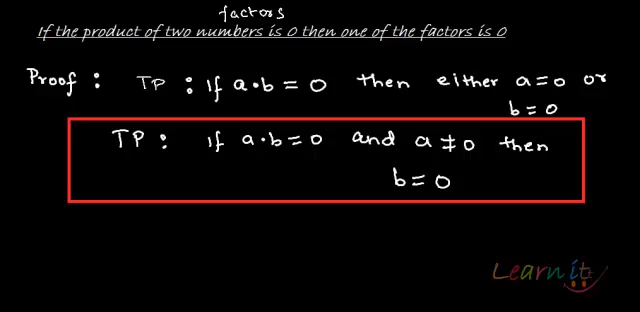 factors
If the product of two numbers is 0 then one of the factors is 0
Proof : TP : If a·b = 0 then either a=0 or
b=0
TP : If a·b=0 and a≠0 then
b=0
Learnit